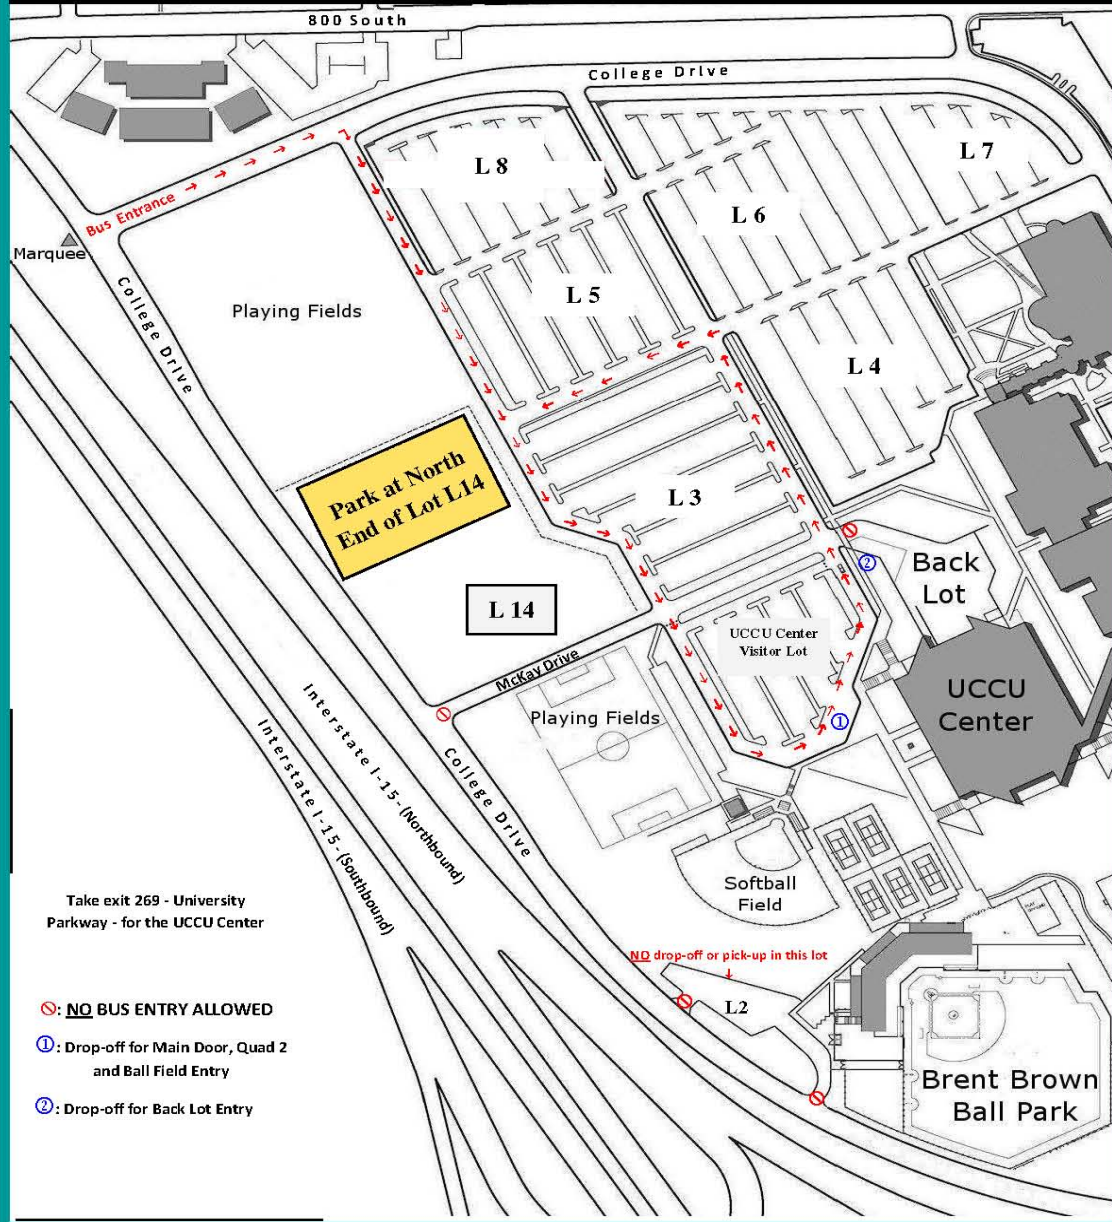 800 South
College Drive
L 8
L 7
L 6
Bus Entrance
Marquee
L 5
Playing Fields
College Drive
L 4
Park at North
End of Lot L14
L 3
2
Back
Lot
L 14
UCCU Center
Visitor Lot
McKay Drive
UCCU
Center
Playing Fields
1
Interstate I-15 - (Northbound)
Interstate I-15 - (Southbound)
College Drive
Softball
Field
Take exit 269 - University
Parkway - for the UCCU Center
NO drop-off or pick-up in this lot
L2
: NO BUS ENTRY ALLOWED
1 : Drop-off for Main Door, Quad 2
and Ball Field Entry
2 : Drop-off for Back Lot Entry
Brent Brown
Ball Park